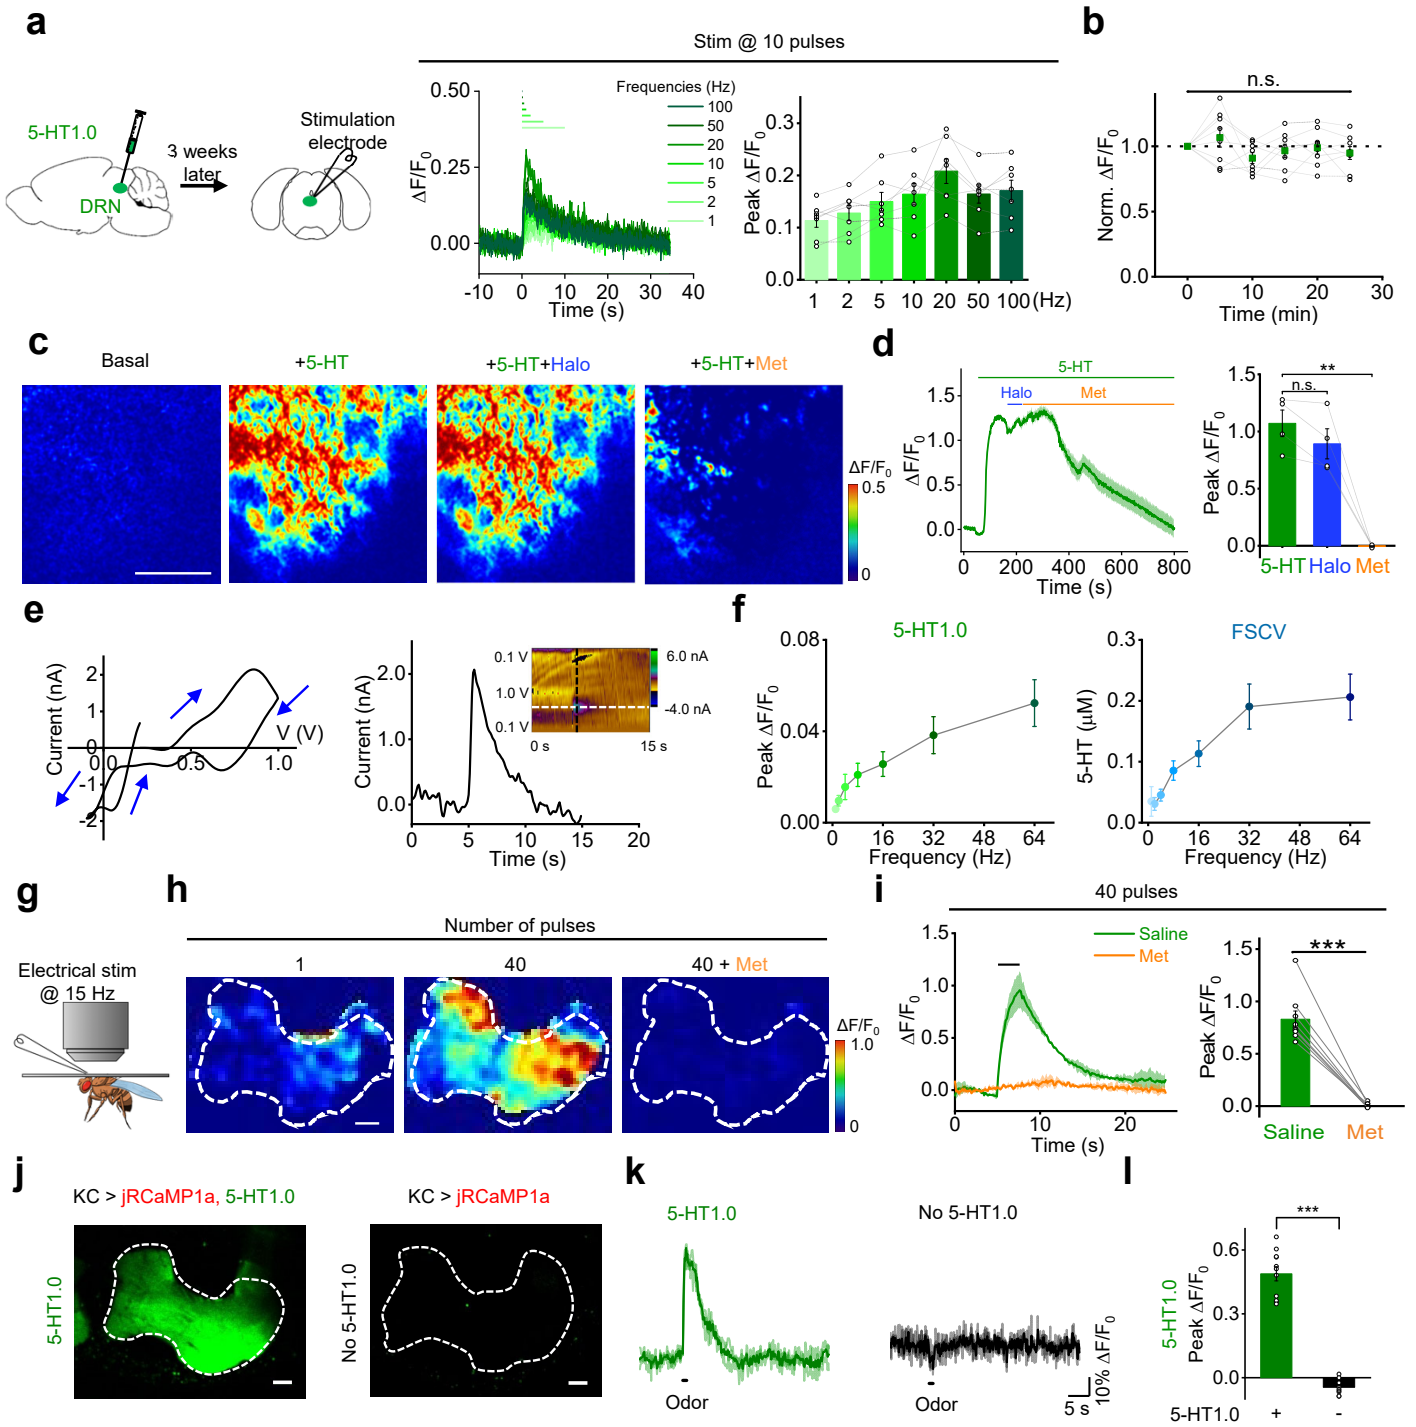 a
Stim @ 10 pulses
5-HT1.0
DRN
3 weeks
later
Stimulation
electrode
ΔF/F0
0.50
0.25
0.00
-10 0 10 20 30 40
Time (s)
Frequencies (Hz)
100
50
20
10
5
2
1
Peak ΔF/F0
0.3
0.2
0.1
0.0
1 2 5 10 20 50 100 (Hz)
b
n.s.
Norm. ΔF/F0
1.0
0.5
0.0
0 10 20 30
Time (min)
c
Basal
+5-HT
+5-HT+Halo
+5-HT+Met
ΔF/F0
0.5
0
d
5-HT
Halo
Met
ΔF/F0
1.5
1.0
0.5
0.0
0 200 400 600 800
Time (s)
**
n.s.
Peak ΔF/F0
1.5
1.0
0.5
0.0
5-HT Halo Met
e
Current (nA)
2
1
0
-1
-2
0.0 0.5 1.0
V (V)
Current (nA)
2.0
1.0
0.0
0 5 10 15 20
Time (s)
0.1 V
1.0 V
0.1 V
0 s 15 s
6.0 nA
-4.0 nA
f
5-HT1.0
Peak ΔF/F0
0.08
0.04
0.00
0 16 32 48 64
Frequency (Hz)
FSCV
5-HT (μM)
0.3
0.2
0.1
0.0
0 16 32 48 64
Frequency (Hz)
g
Electrical stim
@ 15 Hz
h
Number of pulses
1
40
40 + Met
ΔF/F0
1.0
0
i
40 pulses
Saline
Met
ΔF/F0
1.5
1.0
0.5
0.0
0 10 20
Time (s)
***
Peak ΔF/F0
1.5
1.0
0.5
0.0
Saline Met
j
KC > jRCaMP1a, 5-HT1.0
5-HT1.0
KC > jRCaMP1a
No 5-HT1.0
k
5-HT1.0
Odor
No 5-HT1.0
Odor
5 s
10% ΔF/F0
l
***
5-HT1.0
Peak ΔF/F0
0.6
0.3
0.0
5-HT1.0 + -